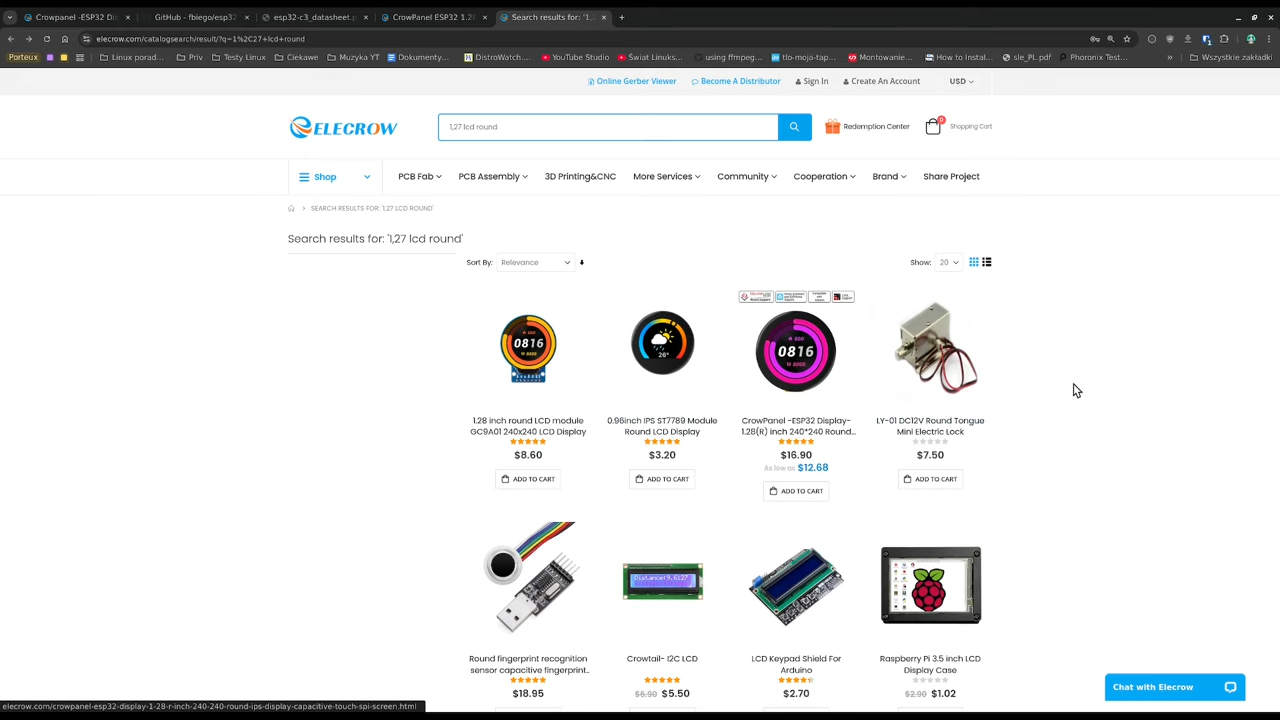 Crowpanel -ESP32 Dis
GitHub - fbiego/esp32
esp32-c3_datasheet.p
CrowPanel ESP32 1.28
Search results for: '1,
elecrow.com/catalogsearch/result/?q=1%2C27+lcd+round
Porteux
Linux porad...
Priv
Testy Linux
Ciekawe
Muzyka YT
Dokumenty...
DistroWatch....
YouTube Studio
Świat Linuks...
using ffmpeg...
tlo-moja-tap...
Montowanie...
How to Install...
sle_PL.pdf
Phoronix Test...
»
Wszystkie zakładki
Online Gerber Viewer
Become A Distributor
Sign In
Create An Account
USD
ELECROW
1,27 lcd round
Redemption Center
0
Shopping Cart
Shop
PCB Fab
PCB Assembly
3D Printing&CNC
More Services
Community
Cooperation
Brand
Share Project
> SEARCH RESULTS FOR: '1,27 LCD ROUND'
Search results for: '1,27 lcd round'
Sort By:
Relevance
Show:
20
0816
26°
0816
1.28 inch round LCD module
GC9A01 240x240 LCD Display
$8.60
ADD TO CART
0.96inch IPS ST7789 Module
Round LCD Display
$3.20
ADD TO CART
CrowPanel -ESP32 Display-
1.28(R) inch 240*240 Round...
$16.90
As low as $12.68
ADD TO CART
LY-01 DC12V Round Tongue
Mini Electric Lock
$7.50
ADD TO CART
Round fingerprint recognition
sensor capacitive fingerprint..
$18.95
Crowtail- I2C LCD
$6.90 $5.50
LCD Keypad Shield For
Arduino
$2.70
Raspberry Pi 3.5 inch LCD
Display Case
$2.90 $1.02
Chat with Elecrow
elecrow.com/crowpanel-esp32-display-1-28-r-inch-240-240-round-ips-display-capacitive-touch-spi-screen.html